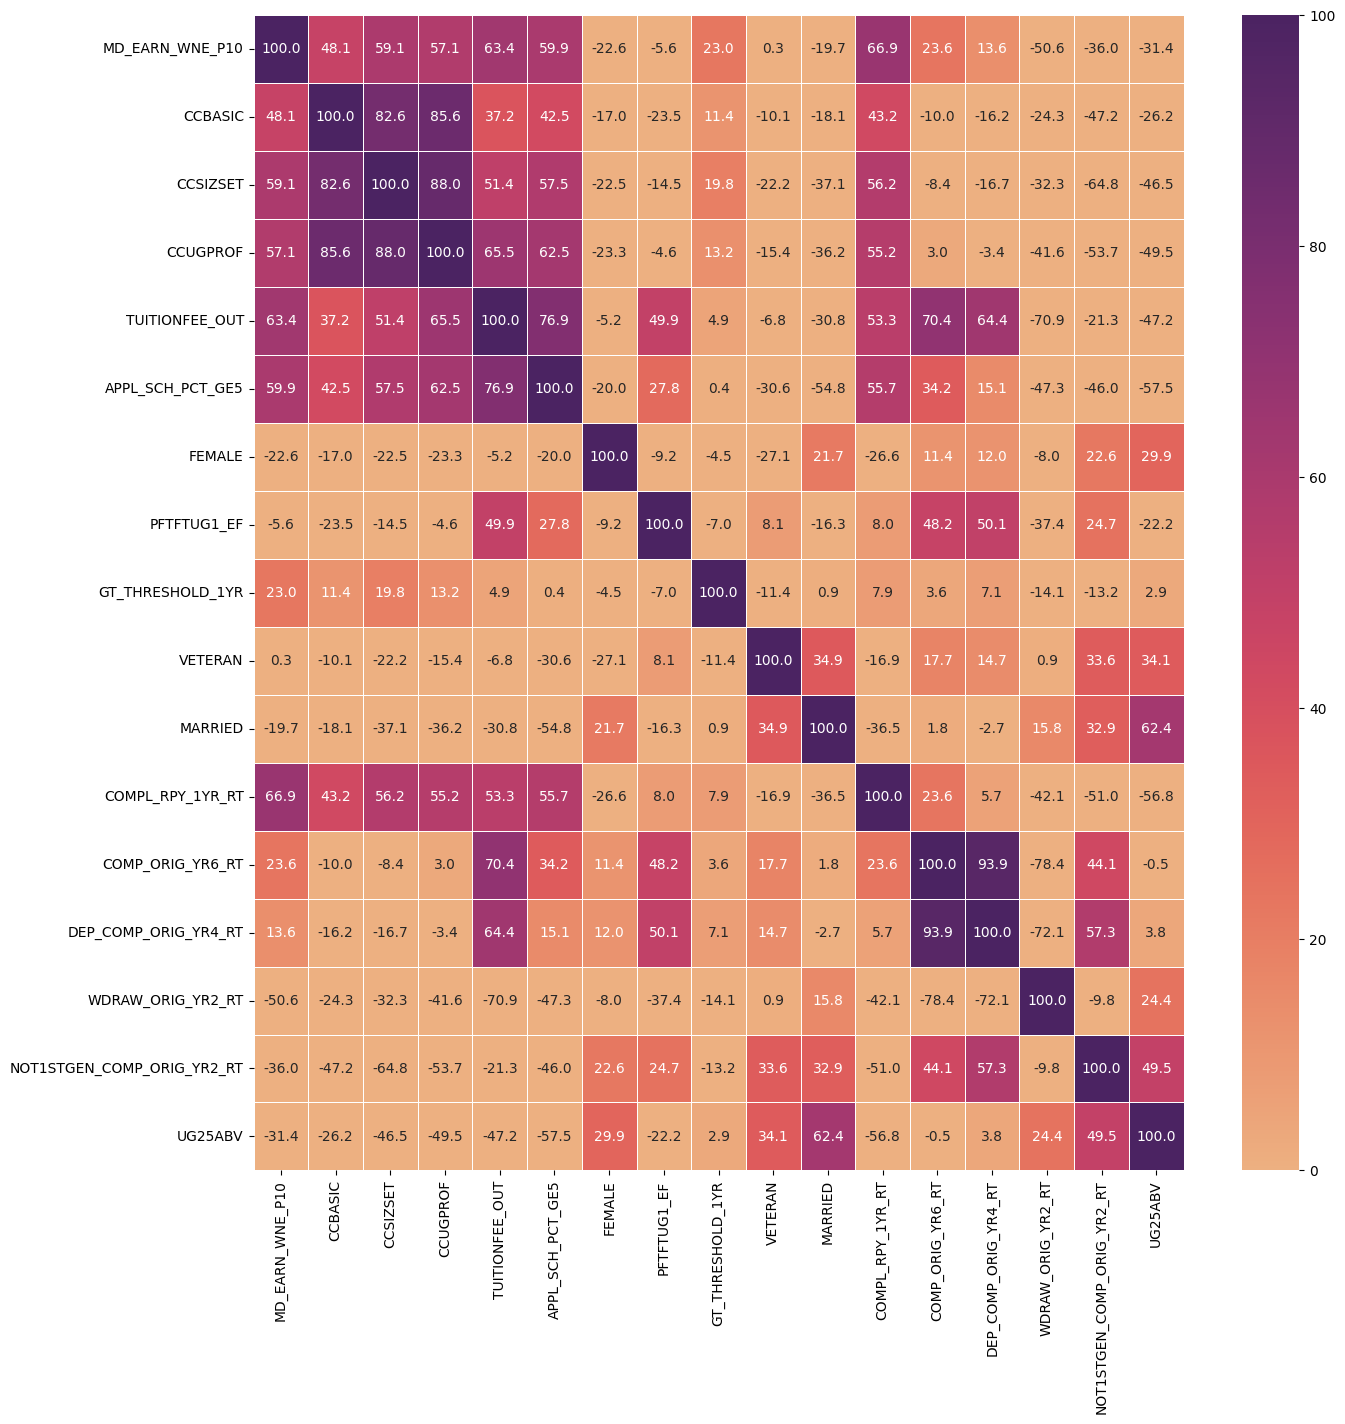 MD_EARN_WNE_P10 100.0 48.1 59.1 57.1 63.4 59.9 -22.6 -5.6 23.0 0.3 -19.7 66.9 23.6 13.6 -50.6 -36.0 -31.4
CCBASIC 48.1 100.0 82.6 85.6 37.2 42.5 -17.0 -23.5 11.4 -10.1 -18.1 43.2 -10.0 -16.2 -24.3 -47.2 -26.2
CCSIZSET 59.1 82.6 100.0 88.0 51.4 57.5 -22.5 -14.5 19.8 -22.2 -37.1 56.2 -8.4 -16.7 -32.3 -64.8 -46.5
CCUGPROF 57.1 85.6 88.0 100.0 65.5 62.5 -23.3 -4.6 13.2 -15.4 -36.2 55.2 3.0 -3.4 -41.6 -53.7 -49.5
TUITIONFEE_OUT 63.4 37.2 51.4 65.5 100.0 76.9 -5.2 49.9 4.9 -6.8 -30.8 53.3 70.4 64.4 -70.9 -21.3 -47.2
APPL_SCH_PCT_GE5 59.9 42.5 57.5 62.5 76.9 100.0 -20.0 27.8 0.4 -30.6 -54.8 55.7 34.2 15.1 -47.3 -46.0 -57.5
FEMALE -22.6 -17.0 -22.5 -23.3 -5.2 -20.0 100.0 -9.2 -4.5 -27.1 21.7 -26.6 11.4 12.0 -8.0 22.6 29.9
PFTFTUG1_EF -5.6 -23.5 -14.5 -4.6 49.9 27.8 -9.2 100.0 -7.0 8.1 -16.3 8.0 48.2 50.1 -37.4 24.7 -22.2
GT_THRESHOLD_1YR 23.0 11.4 19.8 13.2 4.9 0.4 -4.5 -7.0 100.0 -11.4 0.9 7.9 3.6 7.1 -14.1 -13.2 2.9
VETERAN 0.3 -10.1 -22.2 -15.4 -6.8 -30.6 -27.1 8.1 -11.4 100.0 34.9 -16.9 17.7 14.7 0.9 33.6 34.1
MARRIED -19.7 -18.1 -37.1 -36.2 -30.8 -54.8 21.7 -16.3 0.9 34.9 100.0 -36.5 1.8 -2.7 15.8 32.9 62.4
COMPL_RPY_1YR_RT 66.9 43.2 56.2 55.2 53.3 55.7 -26.6 8.0 7.9 -16.9 -36.5 100.0 23.6 5.7 -42.1 -51.0 -56.8
COMP_ORIG_YR6_RT 23.6 -10.0 -8.4 3.0 70.4 34.2 11.4 48.2 3.6 17.7 1.8 23.6 100.0 93.9 -78.4 44.1 -0.5
DEP_COMP_ORIG_YR4_RT 13.6 -16.2 -16.7 -3.4 64.4 15.1 12.0 50.1 7.1 14.7 -2.7 5.7 93.9 100.0 -72.1 57.3 3.8
WDRAW_ORIG_YR2_RT -50.6 -24.3 -32.3 -41.6 -70.9 -47.3 -8.0 -37.4 -14.1 0.9 15.8 -42.1 -78.4 -72.1 100.0 -9.8 24.4
NOT1STGEN_COMP_ORIG_YR2_RT -36.0 -47.2 -64.8 -53.7 -21.3 -46.0 22.6 24.7 -13.2 33.6 32.9 -51.0 44.1 57.3 -9.8 100.0 49.5
UG25ABV -31.4 -26.2 -46.5 -49.5 -47.2 -57.5 29.9 -22.2 2.9 34.1 62.4 -56.8 -0.5 3.8 24.4 49.5 100.0
MD_EARN_WNE_P10
CCBASIC
CCSIZSET
CCUGPROF
TUITIONFEE_OUT
APPL_SCH_PCT_GE5
FEMALE
PFTFTUG1_EF
GT_THRESHOLD_1YR
VETERAN
MARRIED
COMPL_RPY_1YR_RT
COMP_ORIG_YR6_RT
DEP_COMP_ORIG_YR4_RT
WDRAW_ORIG_YR2_RT
NOT1STGEN_COMP_ORIG_YR2_RT
UG25ABV
100
80
60
40
20
0